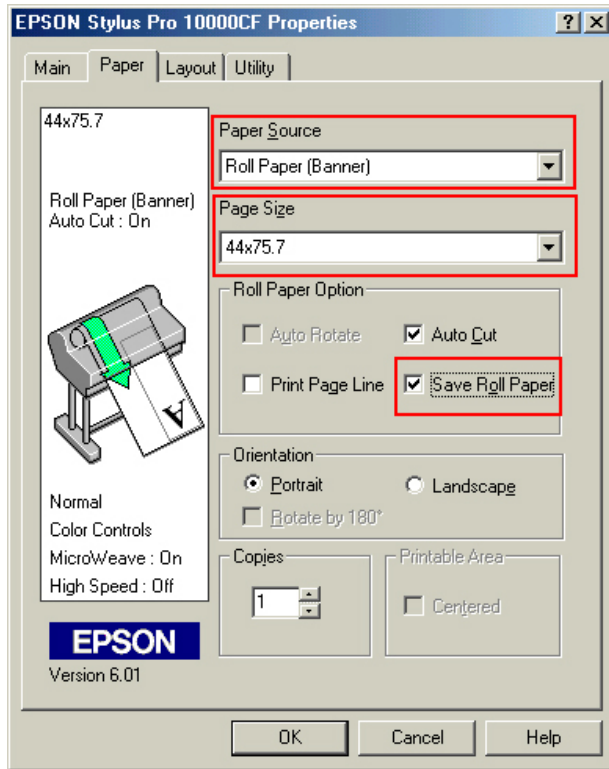 EPSON Stylus Pro 10000CF Properties
? x
Main Paper Layout Utility
44x75.7
Roll Paper (Banner)
Auto Cut : On
A
Normal
Color Controls
MicroWeave : On
High Speed : Off
EPSON
Version 6.01
Paper Source
Roll Paper (Banner)
Page Size
44x75.7
Roll Paper Option
Auto Rotate Auto Cut
Print Page Line Save Roll Paper
Orientation
Portrait Landscape
Rotate by 180°
Copies
1
Printable Area
Centered
OK Cancel Help